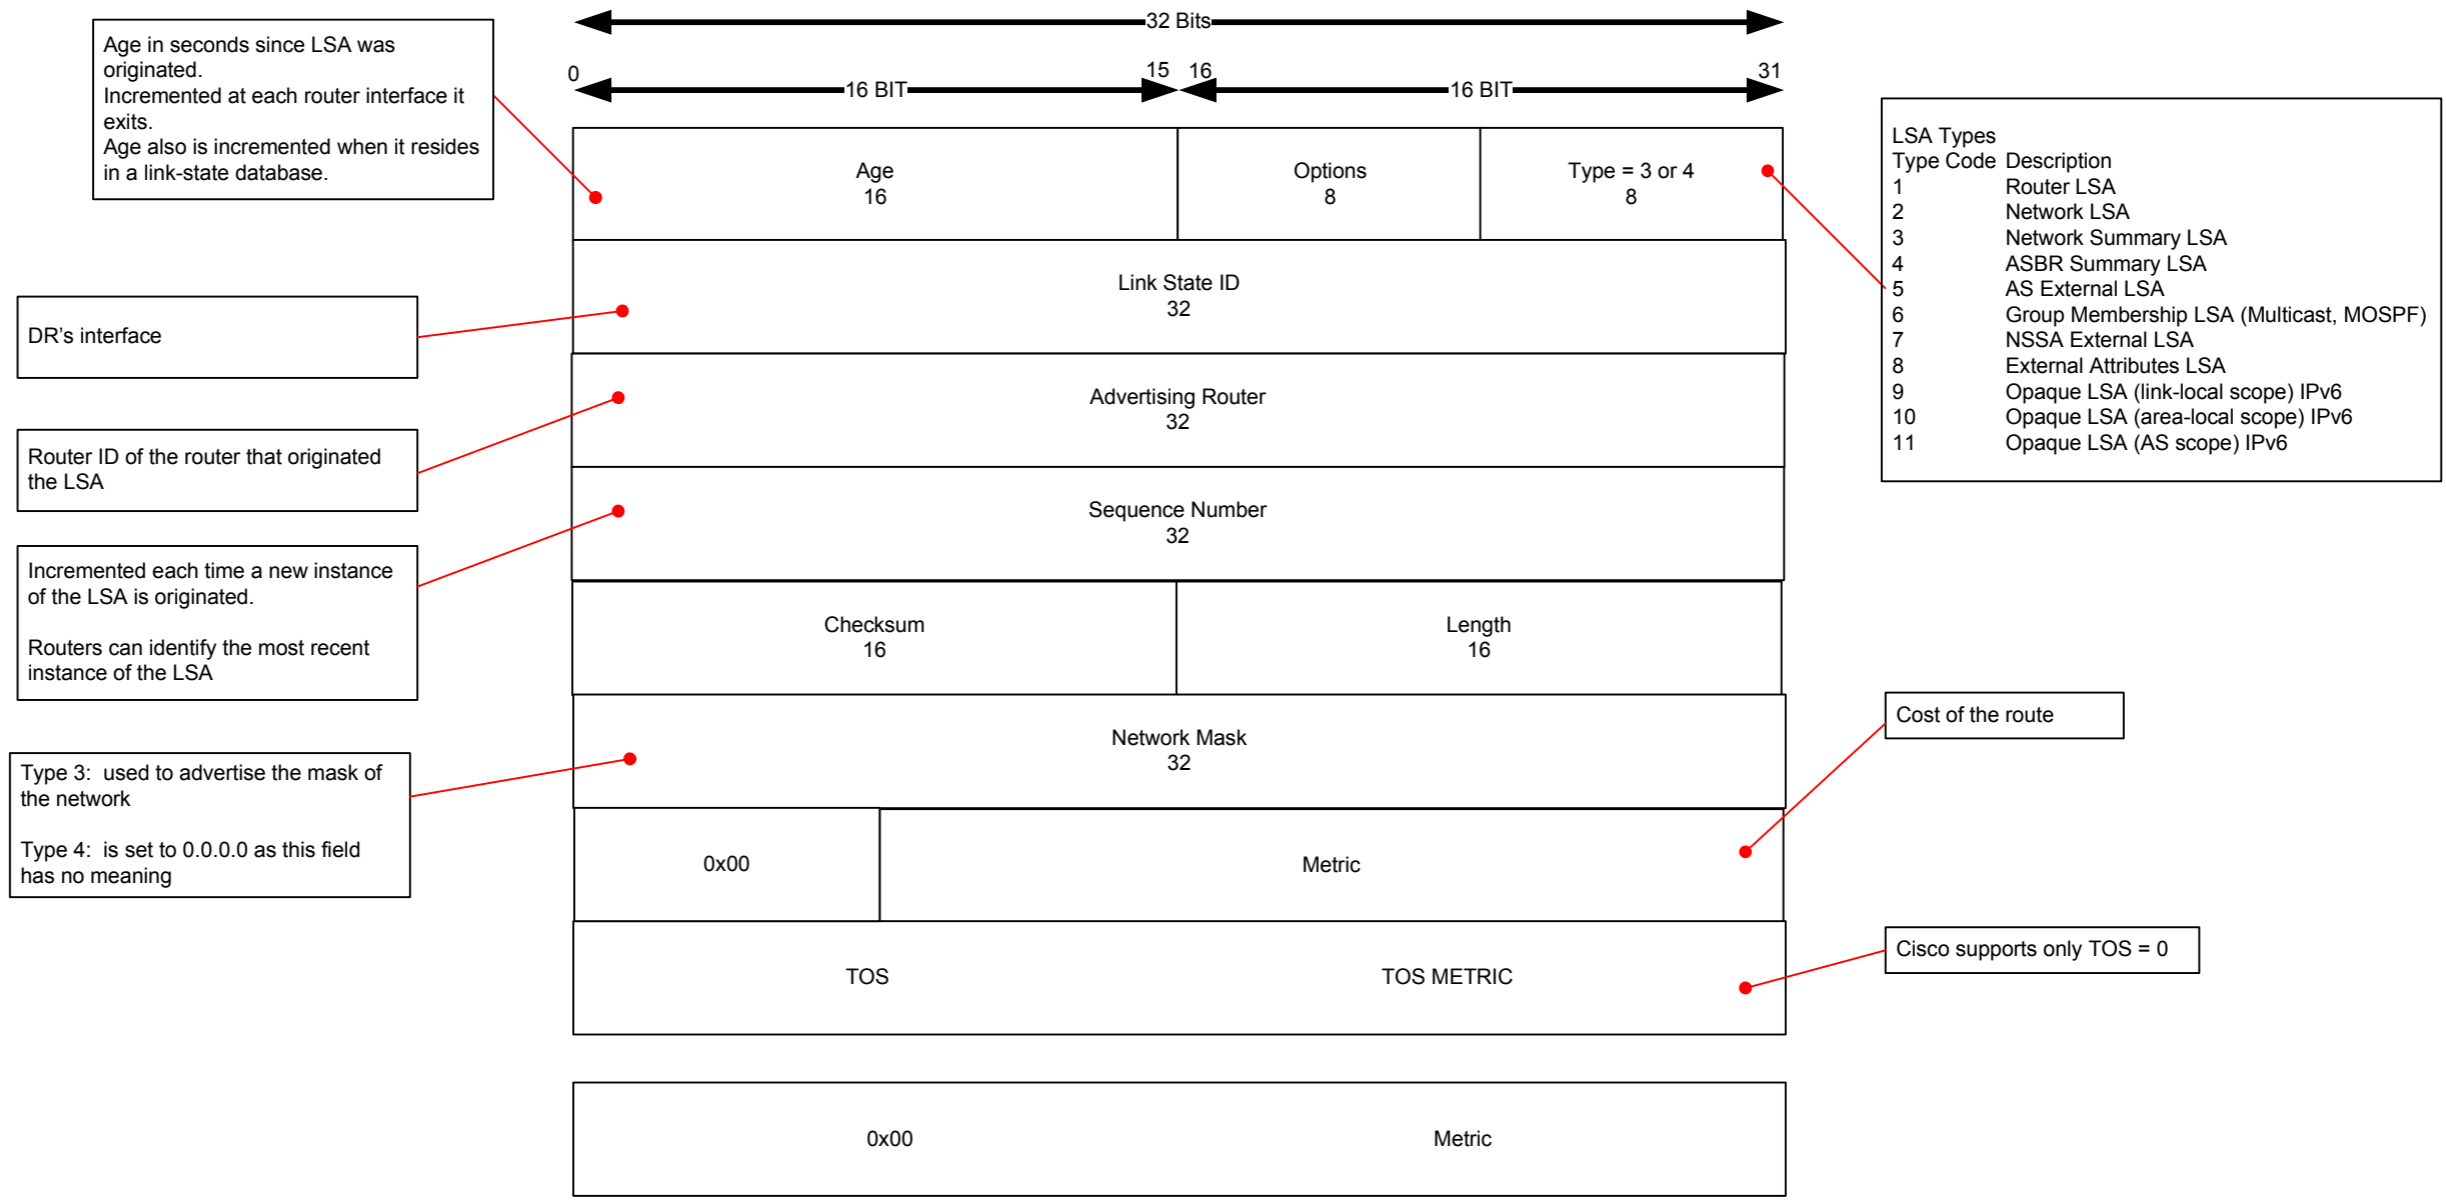 32 Bits
0
15
16
31
16 BIT
16 BIT
Age in seconds since LSA was
originated.
Incremented at each router interface it
exits.
Age also is incremented when it resides
in a link-state database.
Age
16
Options
8
Type = 3 or 4
8
LSA Types
Type Code Description
1 Router LSA
2 Network LSA
3 Network Summary LSA
4 ASBR Summary LSA
5 AS External LSA
6 Group Membership LSA (Multicast, MOSPF)
7 NSSA External LSA
8 External Attributes LSA
9 Opaque LSA (link-local scope) IPv6
10 Opaque LSA (area-local scope) IPv6
11 Opaque LSA (AS scope) IPv6
DR's interface
Link State ID
32
Router ID of the router that originated
the LSA
Advertising Router
32
Incremented each time a new instance
of the LSA is originated.
Routers can identify the most recent
instance of the LSA
Sequence Number
32
Checksum
16
Length
16
Type 3:  used to advertise the mask of
the network
Type 4:  is set to 0.0.0.0 as this field
has no meaning
Network Mask
32
Cost of the route
0x00
Metric
TOS
TOS METRIC
Cisco supports only TOS = 0
0x00
Metric